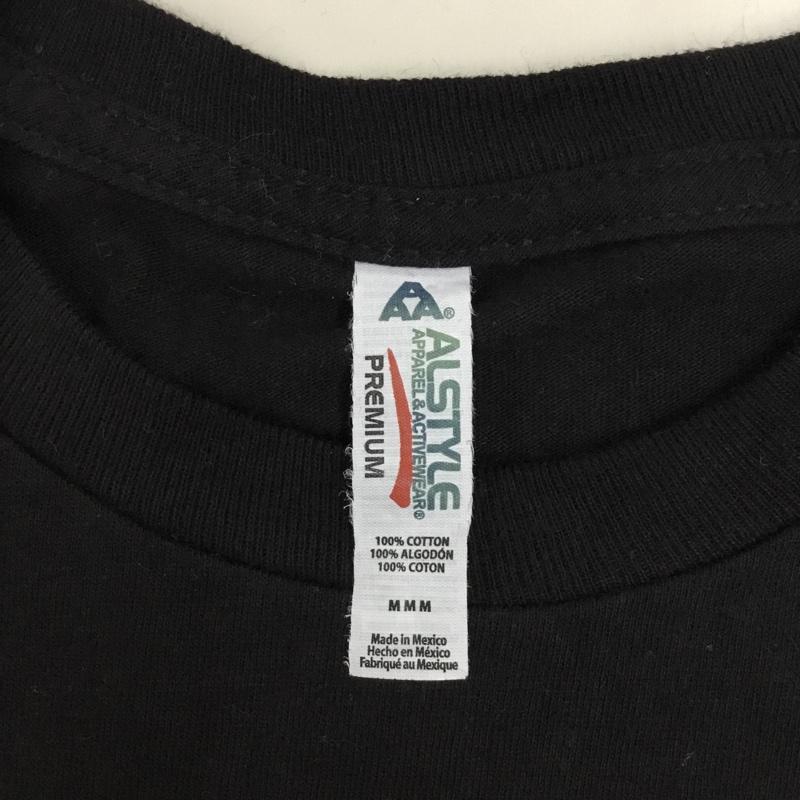 AAA®
ALSTYLE
APPAREL&ACTIVEWEAR®
PREMIUM
100% COTTON
100% ALGODÓN
100% COTON
M M M
Made in Mexico
Hecho en México
Fabriqué au Mexique